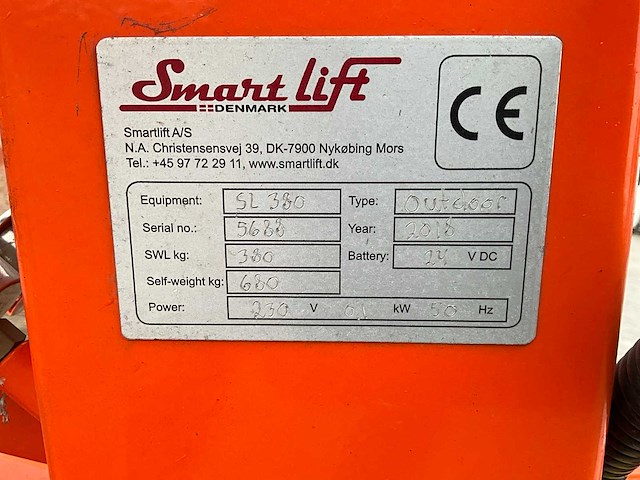 Smart lift
DENMARK
CE
Smartlift A/S
N.A. Christensensvej 39, DK-7900 Nykøbing Mors
Tel.: +45 97 72 29 11, www.smartlift.dk
Equipment: SL 380 Type: Outdoor
Serial no.: 5688 Year: 2018
SWL kg: 380 Battery: 24 V DC
Self-weight kg: 680
Power: 230 V kW 50 Hz